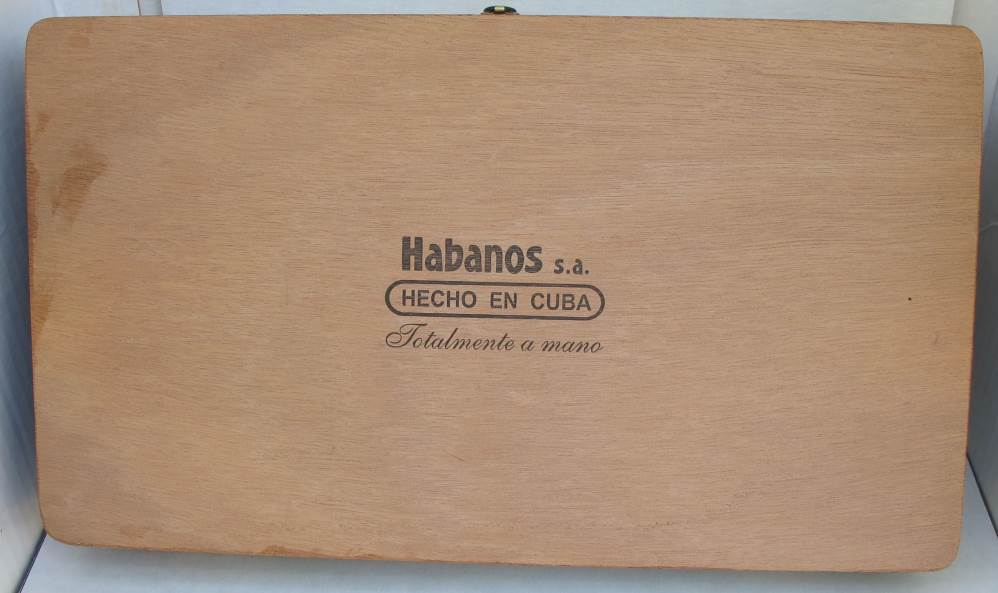 Habanos s.a.
HECHO EN CUBA
Totalmente a mano